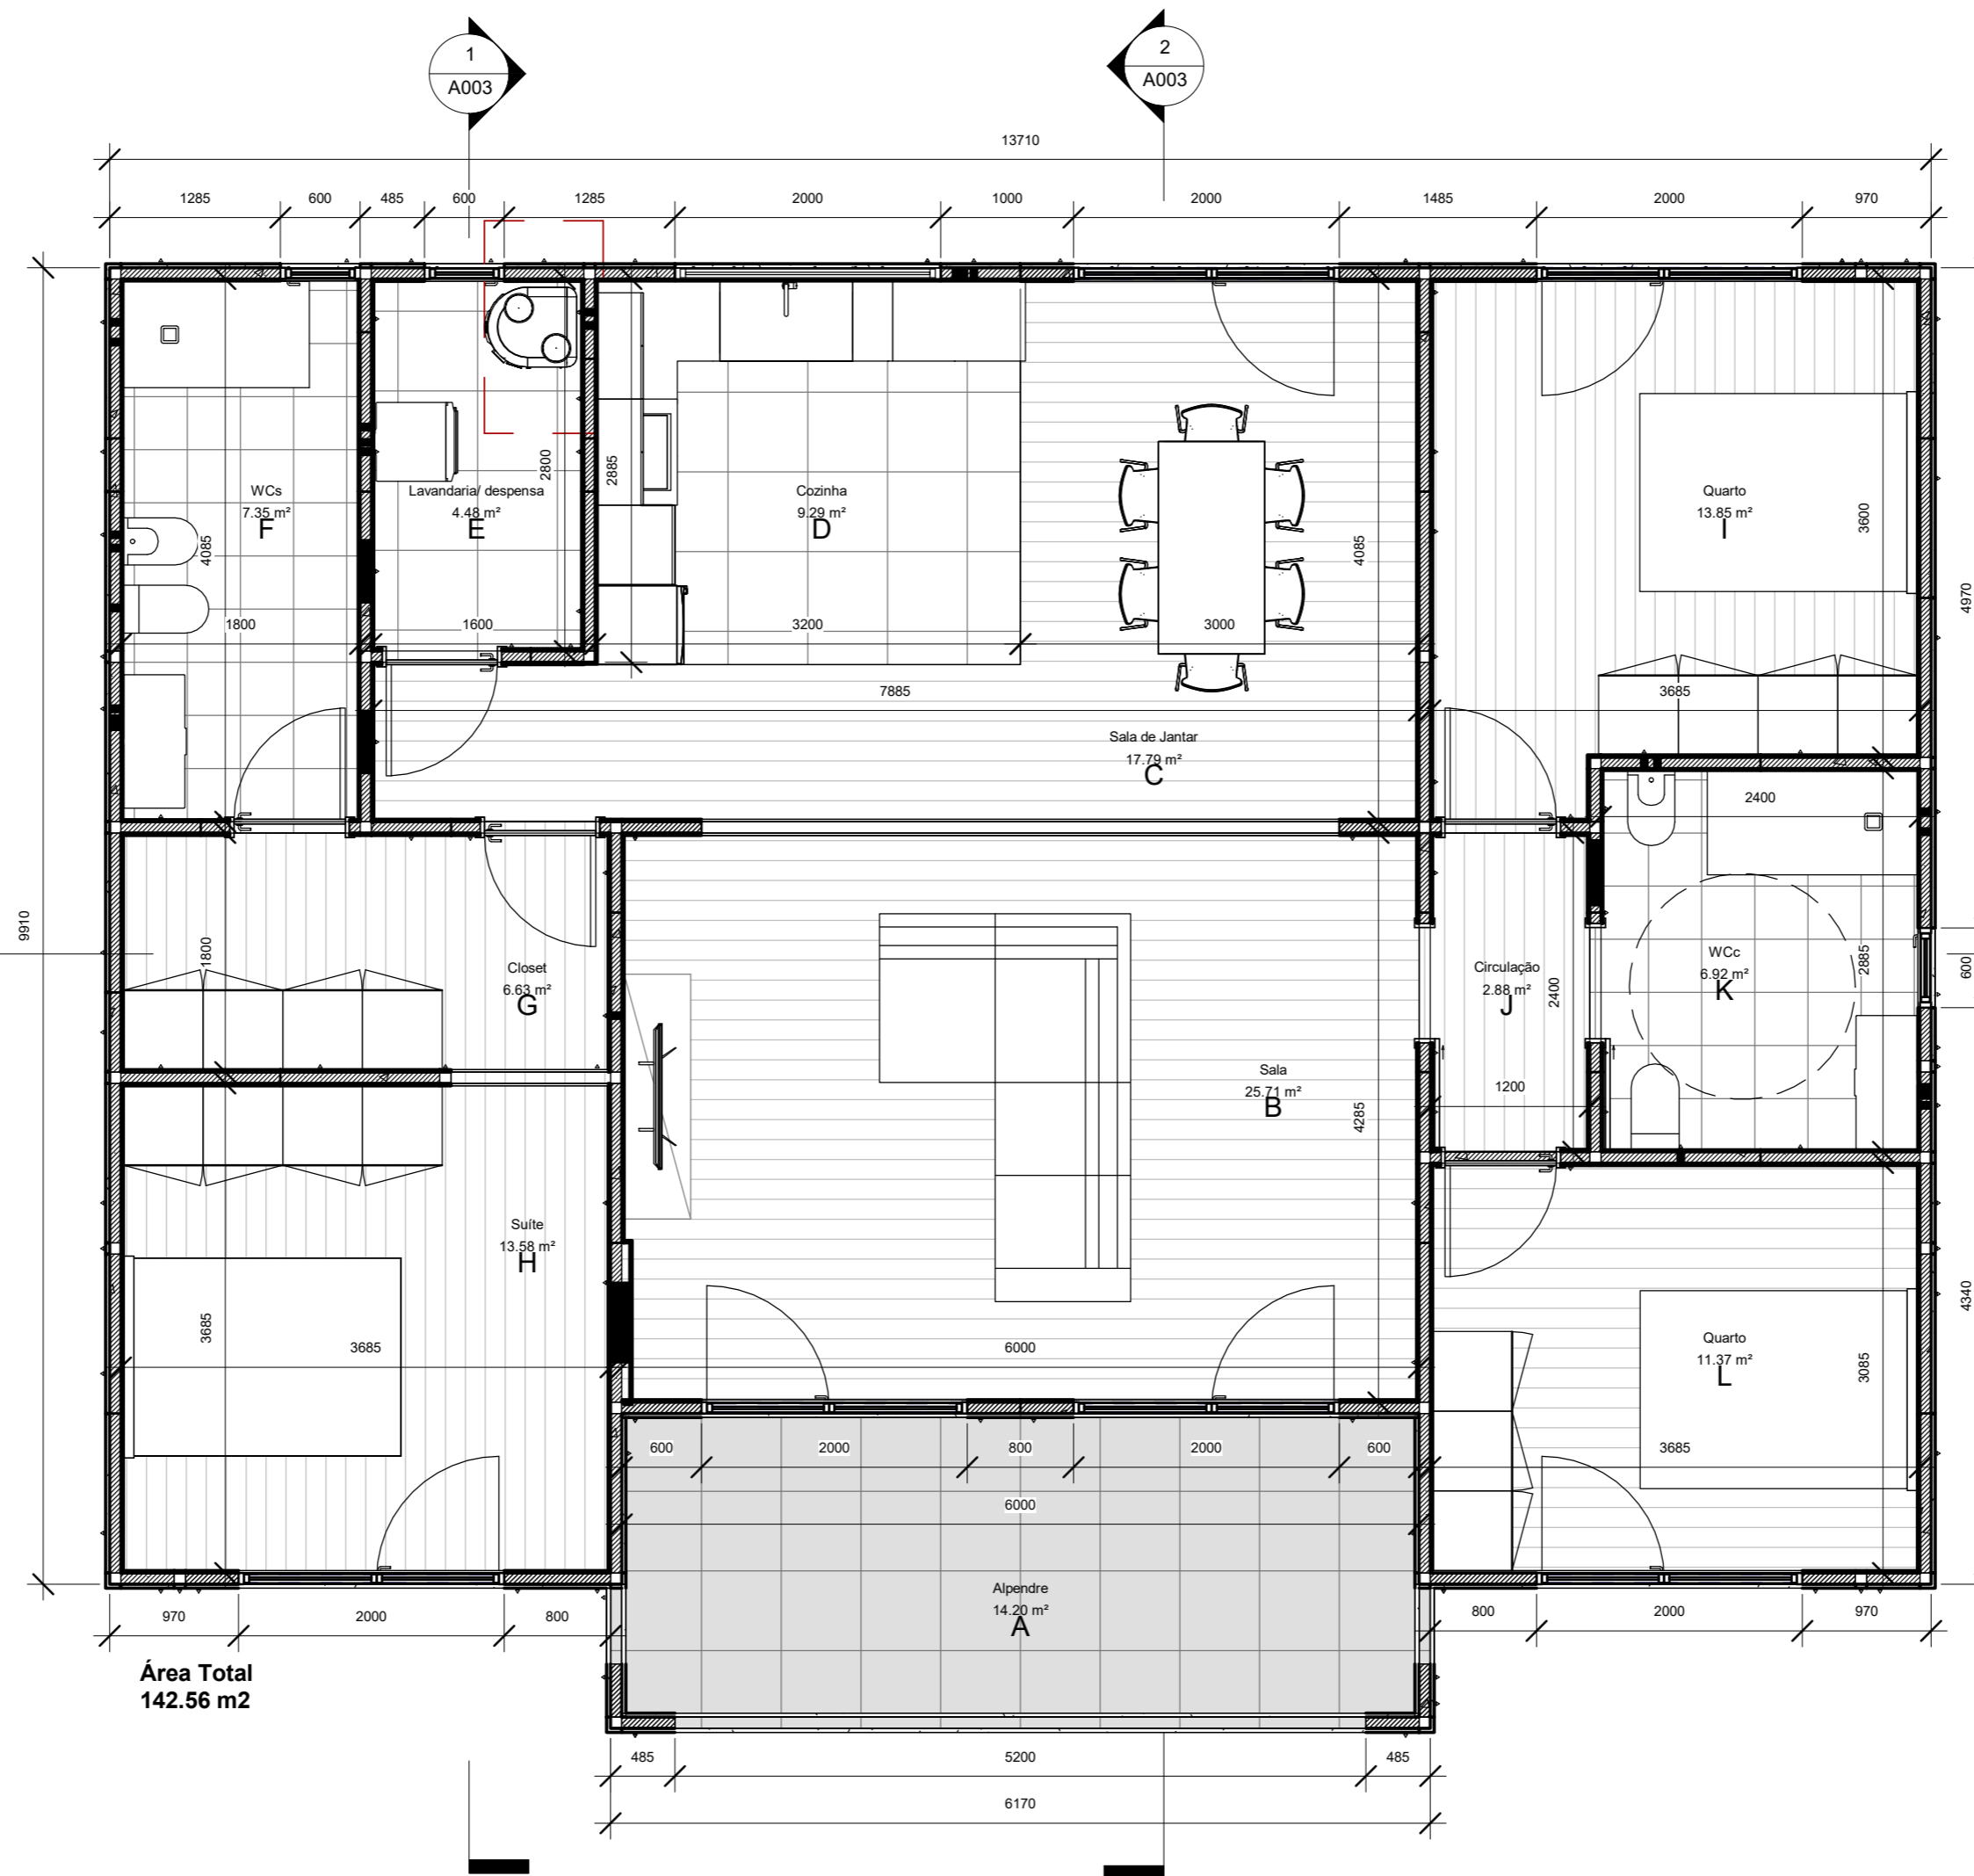 1
A003
2
A003
13710
1285
600
485
600
1285
2000
1000
2000
1485
2000
970
WCs
7.35 m²
F
4085
1800
Lavandaria/ despensa
4.48 m²
E
2800
1600
2885
Cozinha
9.29 m²
D
3200
3000
4085
7885
Sala de Jantar
17.79 m²
C
Quarto
13.85 m²
I
3600
3685
4970
9910
1800
Closet
6.63 m²
G
Sala
25.71 m²
B
4285
6000
Circulação
2.88 m²
J
2400
1200
2400
WCc
6.92 m²
K
2885
600
Suíte
13.58 m²
H
3685
3685
Quarto
11.37 m²
L
3085
3685
4340
600
2000
800
2000
600
6000
Alpendre
14.20 m²
A
970
2000
800
800
2000
970
Área Total
142.56 m2
485
5200
485
6170